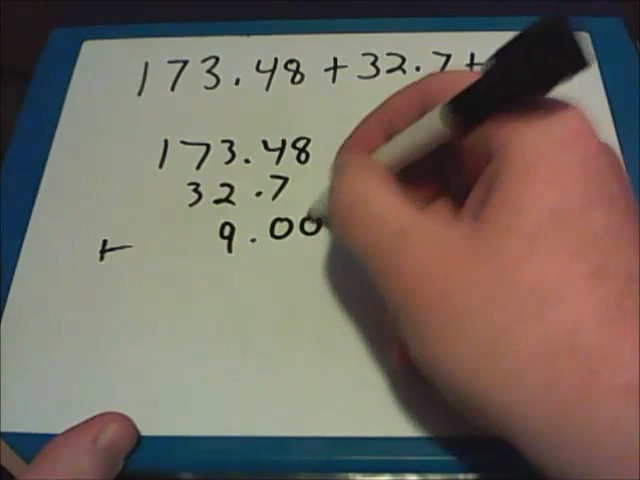 173.48 + 32.7 +
173.48
32.7
9.00
+